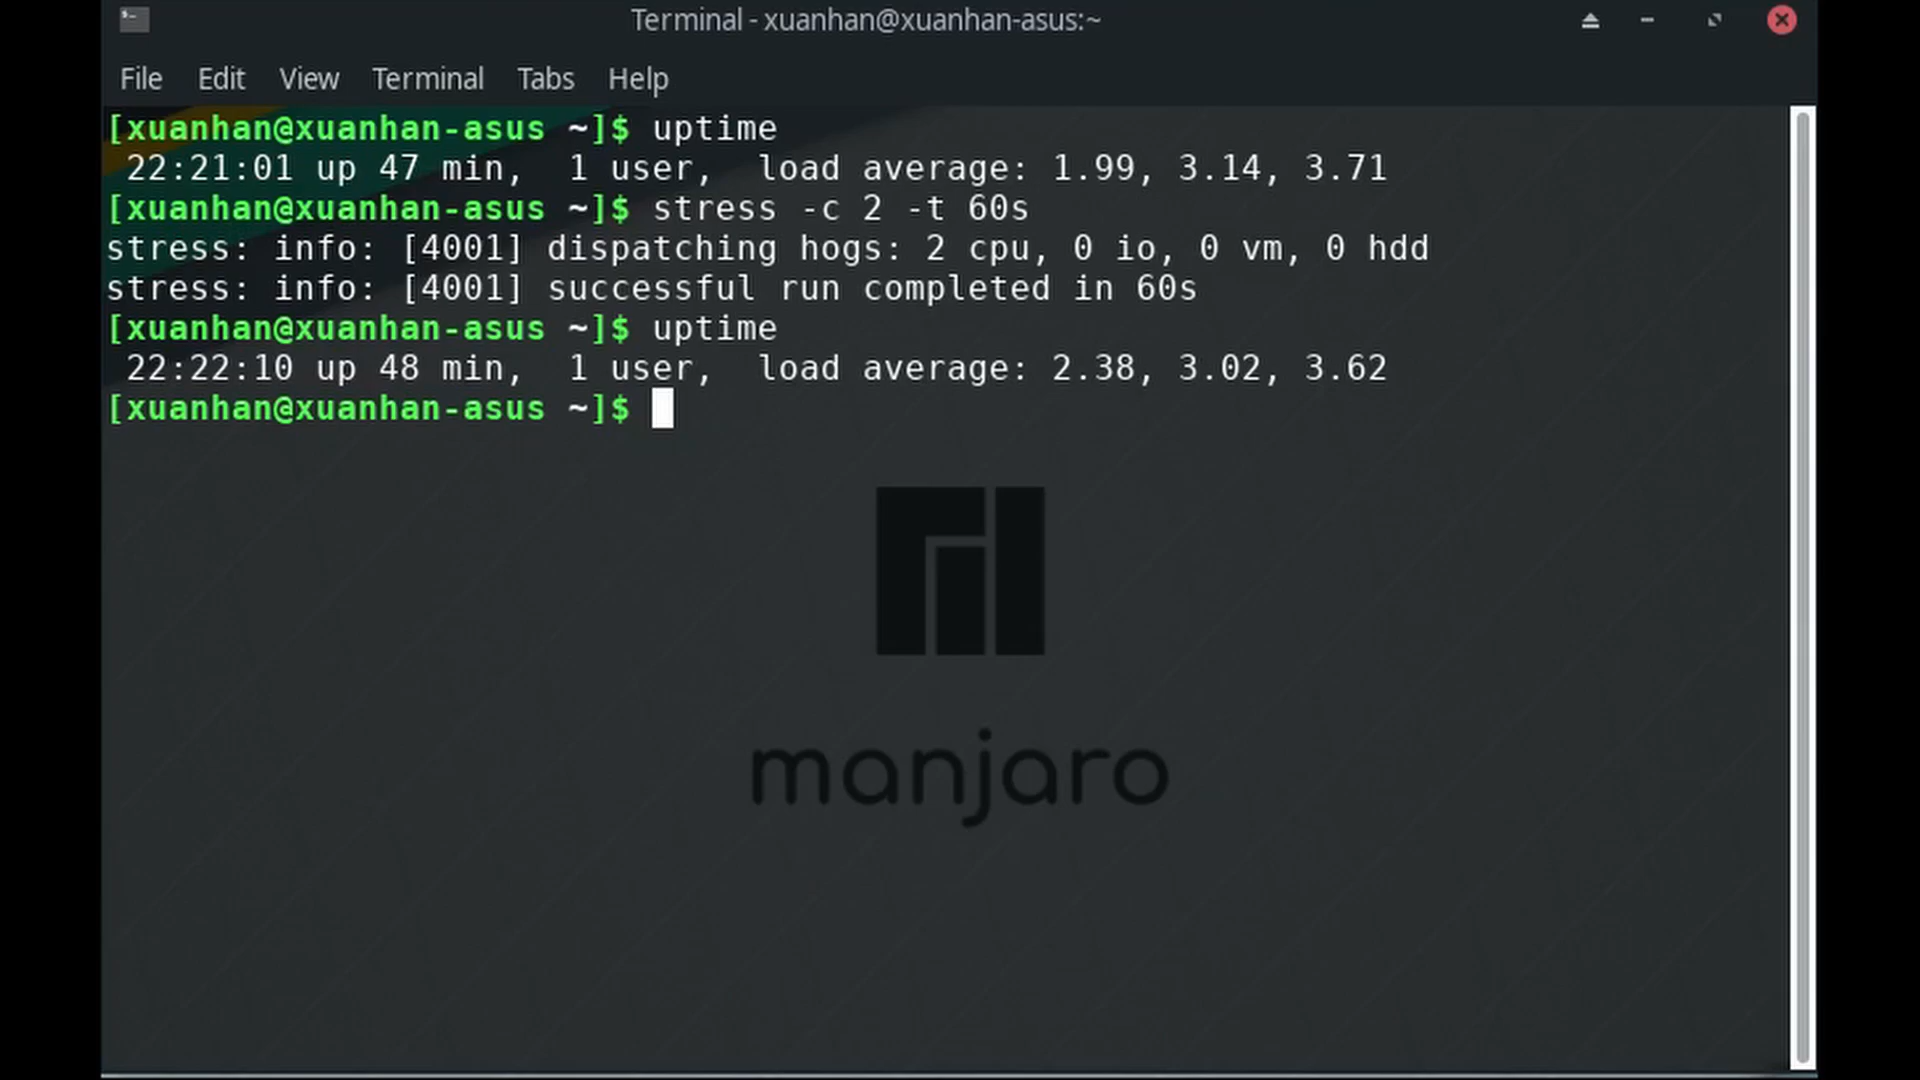 Terminal - xuanhan@xuanhan-asus:~
File Edit View Terminal Tabs Help
[xuanhan@xuanhan-asus ~]$ uptime
 22:21:01 up 47 min,  1 user,  load average: 1.99, 3.14, 3.71
[xuanhan@xuanhan-asus ~]$ stress -c 2 -t 60s
stress: info: [4001] dispatching hogs: 2 cpu, 0 io, 0 vm, 0 hdd
stress: info: [4001] successful run completed in 60s
[xuanhan@xuanhan-asus ~]$ uptime
 22:22:10 up 48 min,  1 user,  load average: 2.38, 3.02, 3.62
[xuanhan@xuanhan-asus ~]$
manjaro